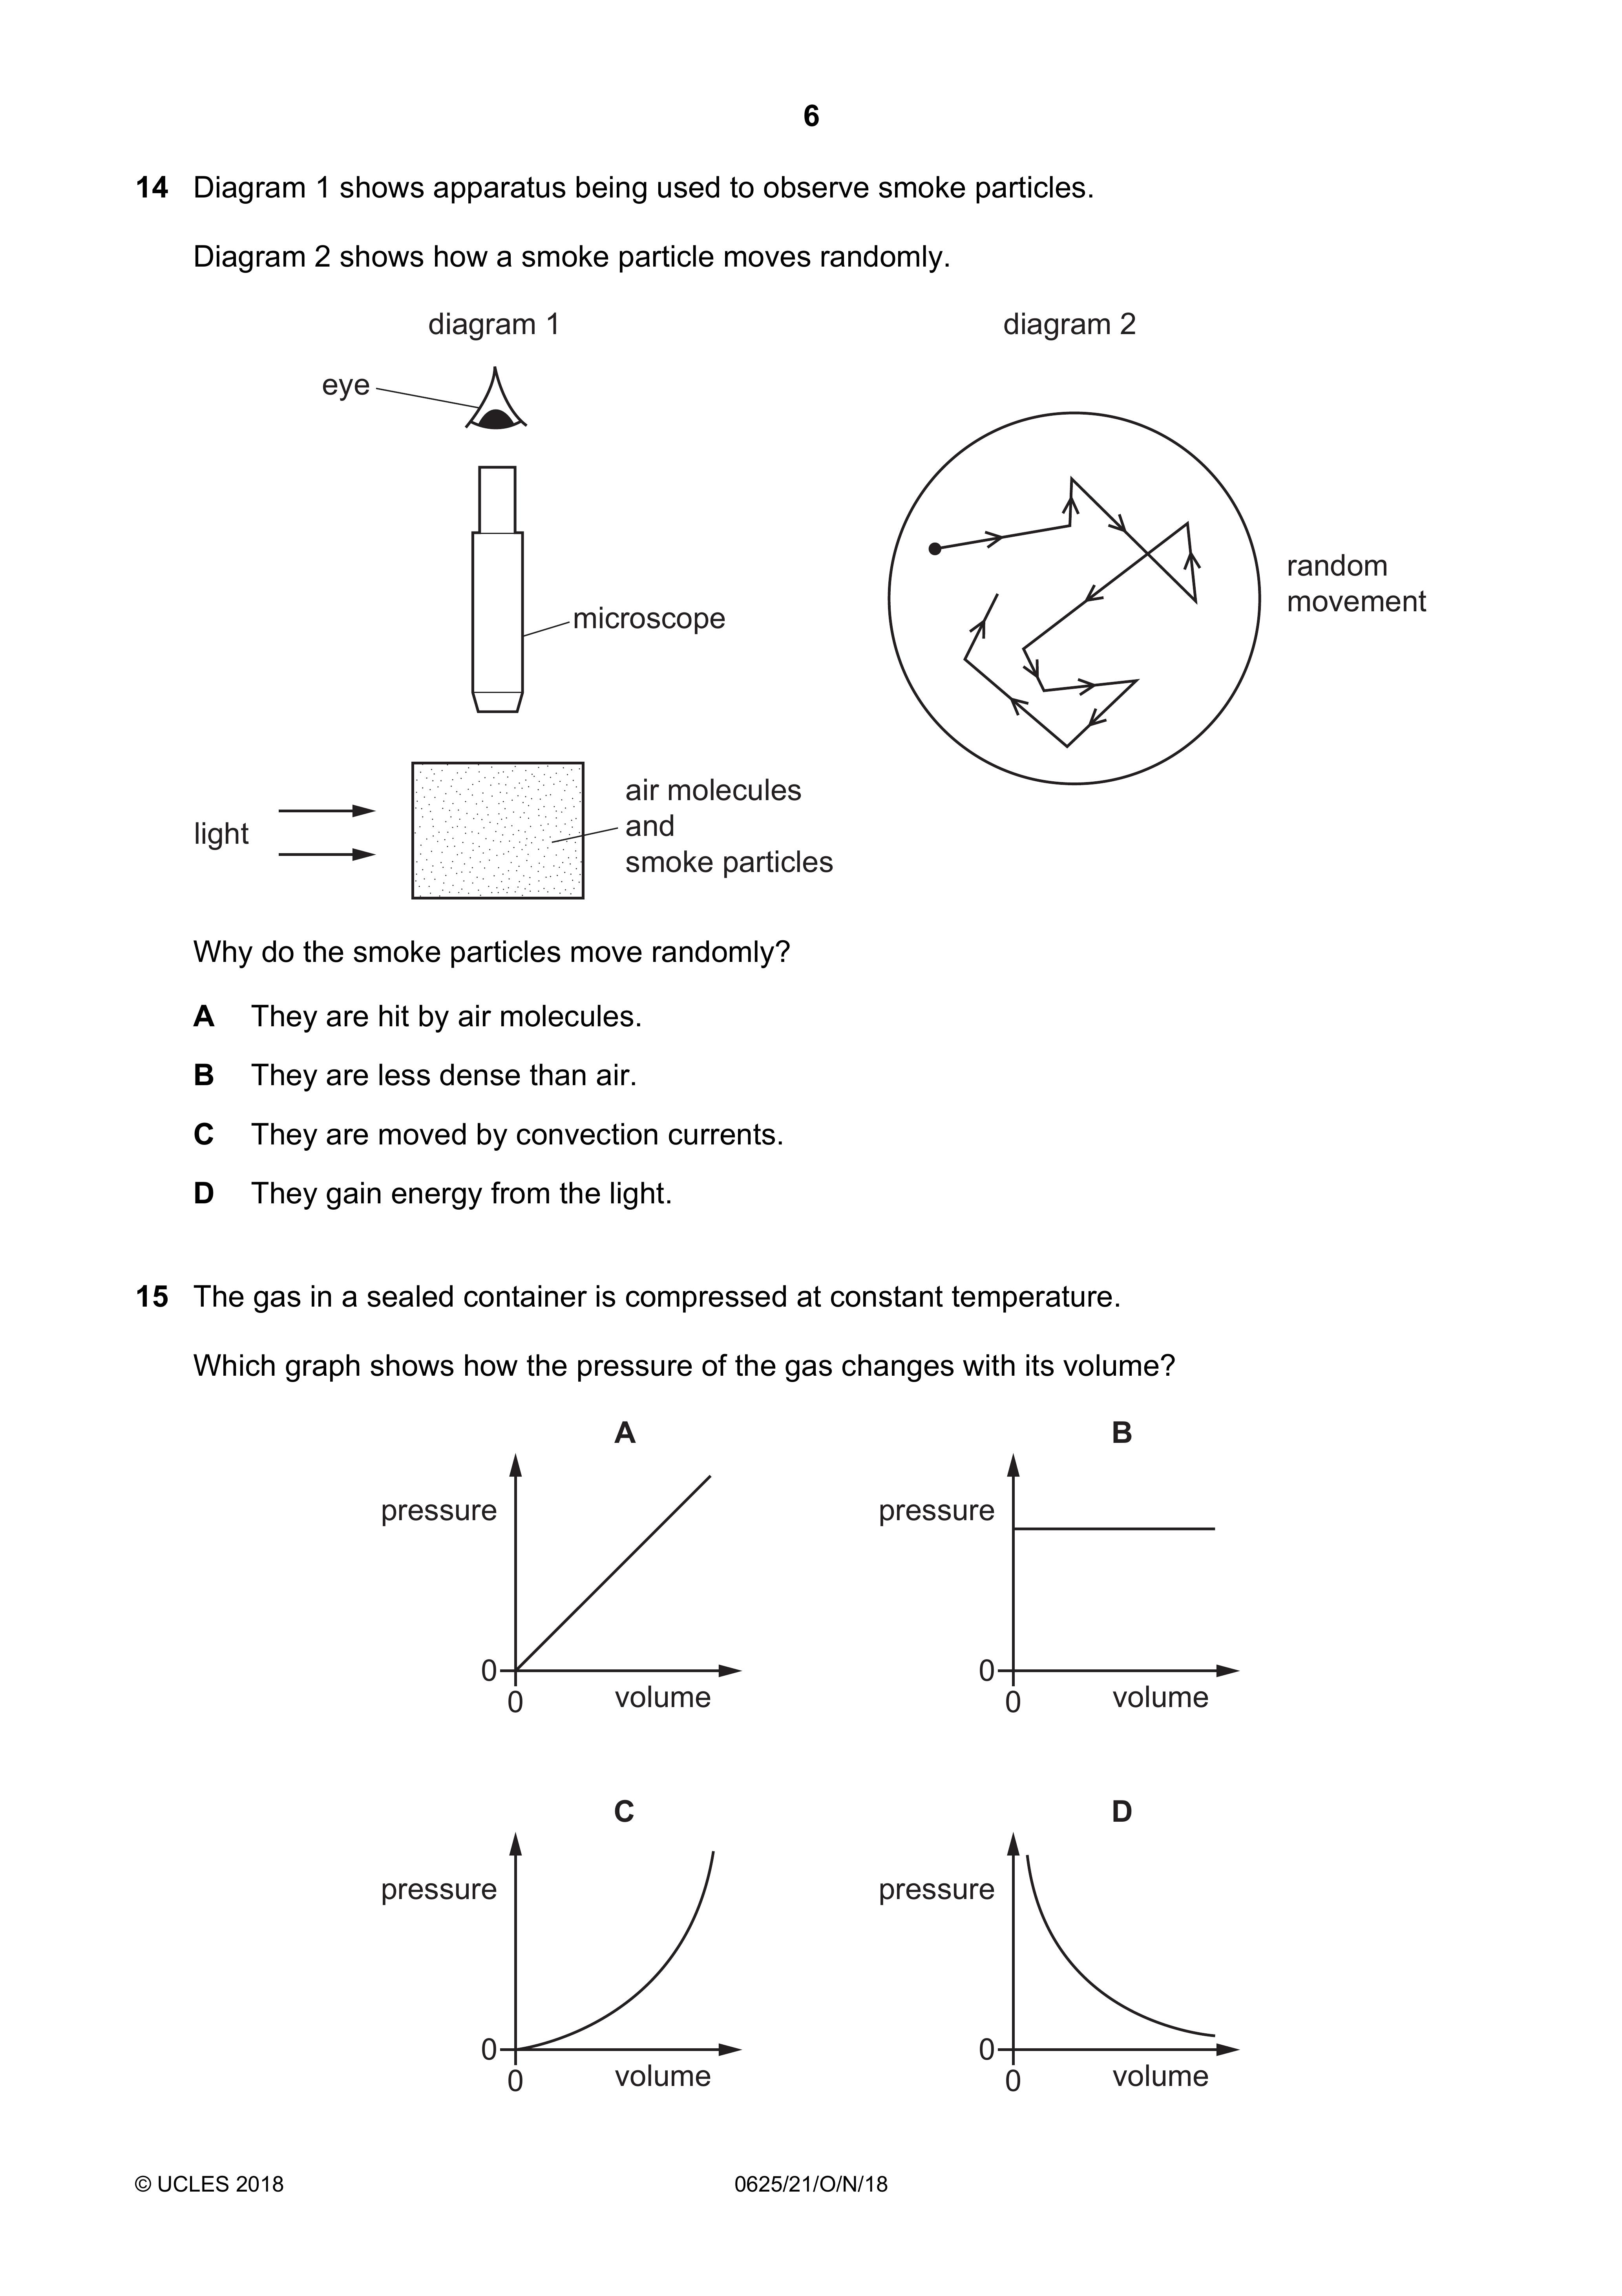 6
14 Diagram 1 shows apparatus being used to observe smoke particles.
Diagram 2 shows how a smoke particle moves randomly.
diagram 1
eye
microscope
light
air molecules
and
smoke particles
diagram 2
random
movement
Why do the smoke particles move randomly?
A They are hit by air molecules.
B They are less dense than air.
C They are moved by convection currents.
D They gain energy from the light.
15 The gas in a sealed container is compressed at constant temperature.
Which graph shows how the pressure of the gas changes with its volume?
A
pressure
0
0
volume
B
pressure
0
0
volume
C
pressure
0
0
volume
D
pressure
0
0
volume
© UCLES 2018
0625/21/O/N/18